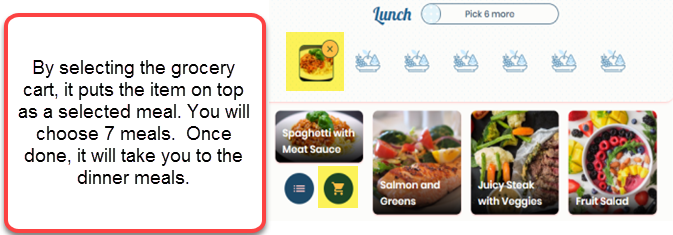 By selecting the grocery
cart, it puts the item on top
as a selected meal. You will
choose 7 meals.  Once
done, it will take you to the
dinner meals.
Lunch
Pick 6 more
Spaghetti with
Meat Sauce
Salmon and
Greens
Juicy Steak
with Veggies
Fruit Salad